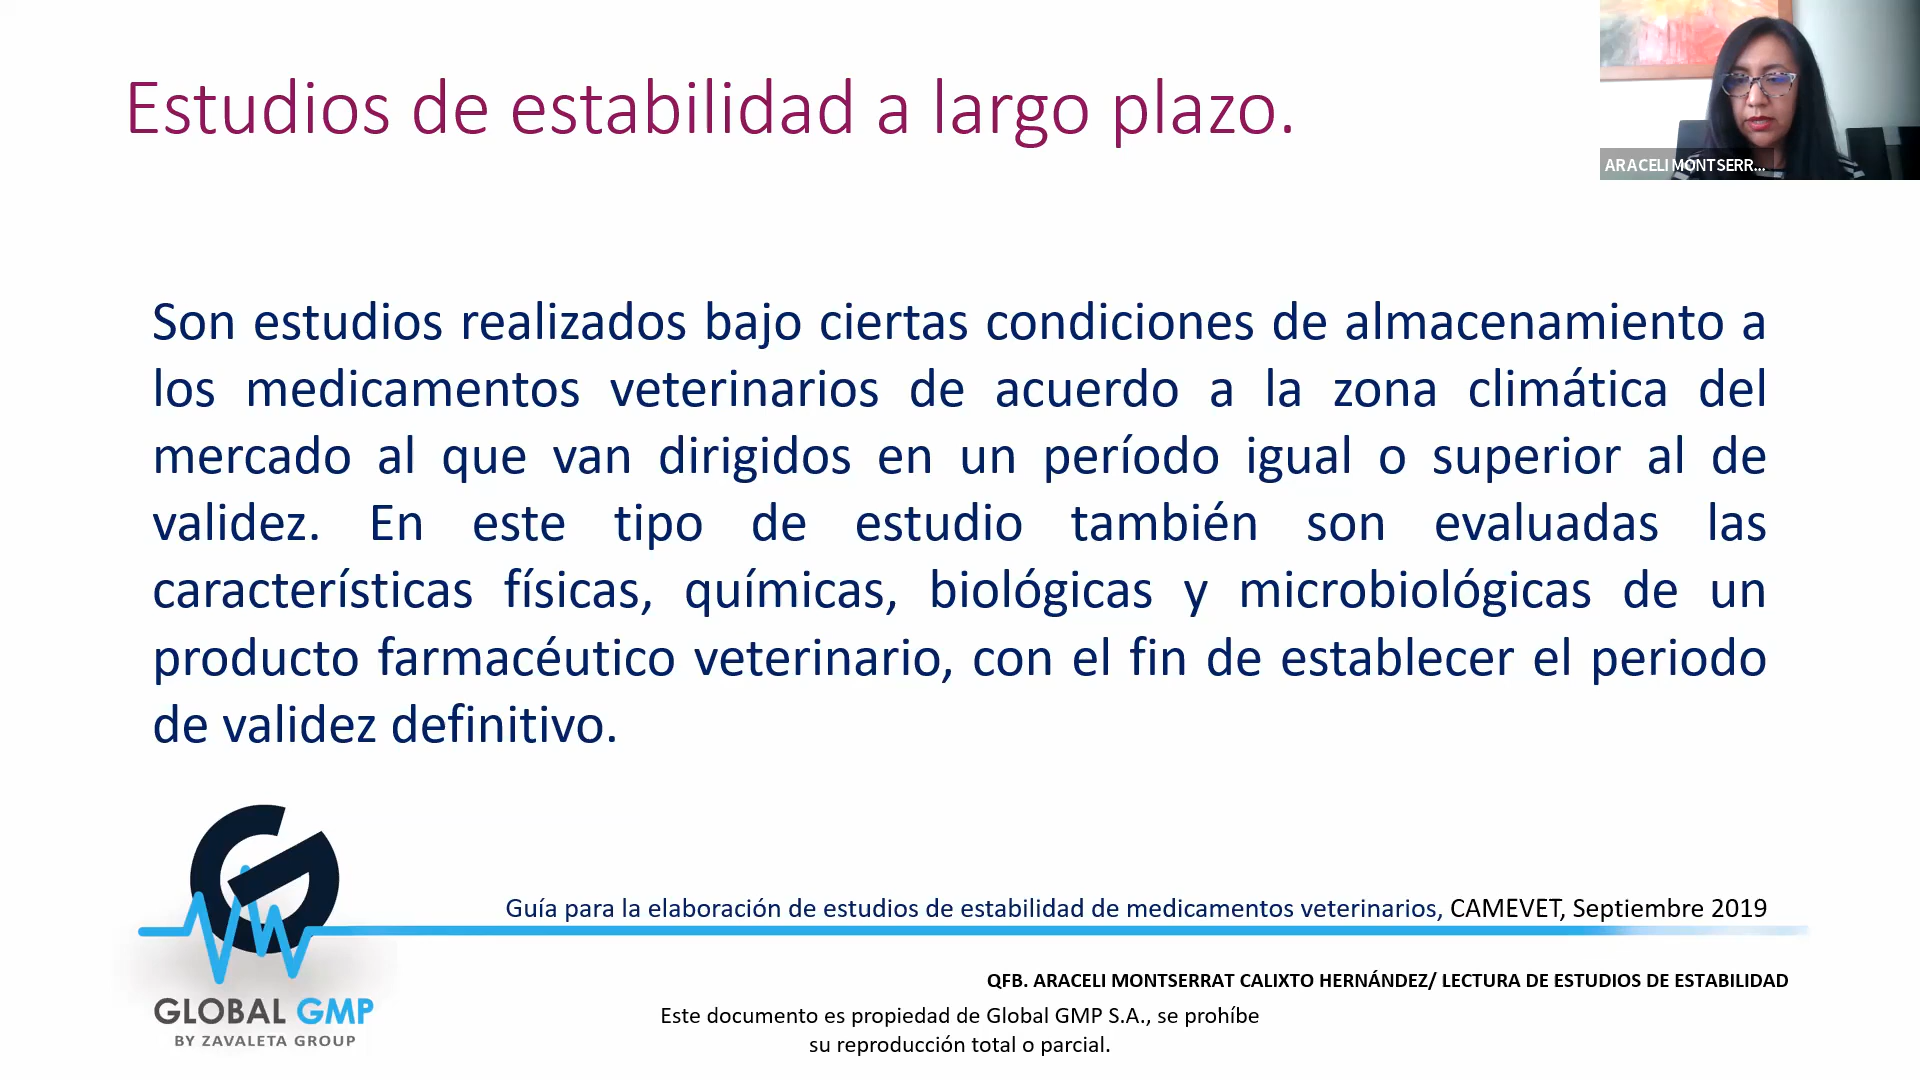 Estudios de estabilidad a largo plazo.
ARACELI MONTSERR...
Son estudios realizados bajo ciertas condiciones de almacenamiento a
los medicamentos veterinarios de acuerdo a la zona climática del
mercado al que van dirigidos en un período igual o superior al de
validez. En este tipo de estudio también son evaluadas las
características físicas, químicas, biológicas y microbiológicas de un
producto farmacéutico veterinario, con el fin de establecer el periodo
de validez definitivo.
Guía para la elaboración de estudios de estabilidad de medicamentos veterinarios, CAMEVET, Septiembre 2019
QFB. ARACELI MONTSERRAT CALIXTO HERNÁNDEZ/ LECTURA DE ESTUDIOS DE ESTABILIDAD
GLOBAL GMP
BY ZAVALETA GROUP
Este documento es propiedad de Global GMP S.A., se prohíbe
su reproducción total o parcial.